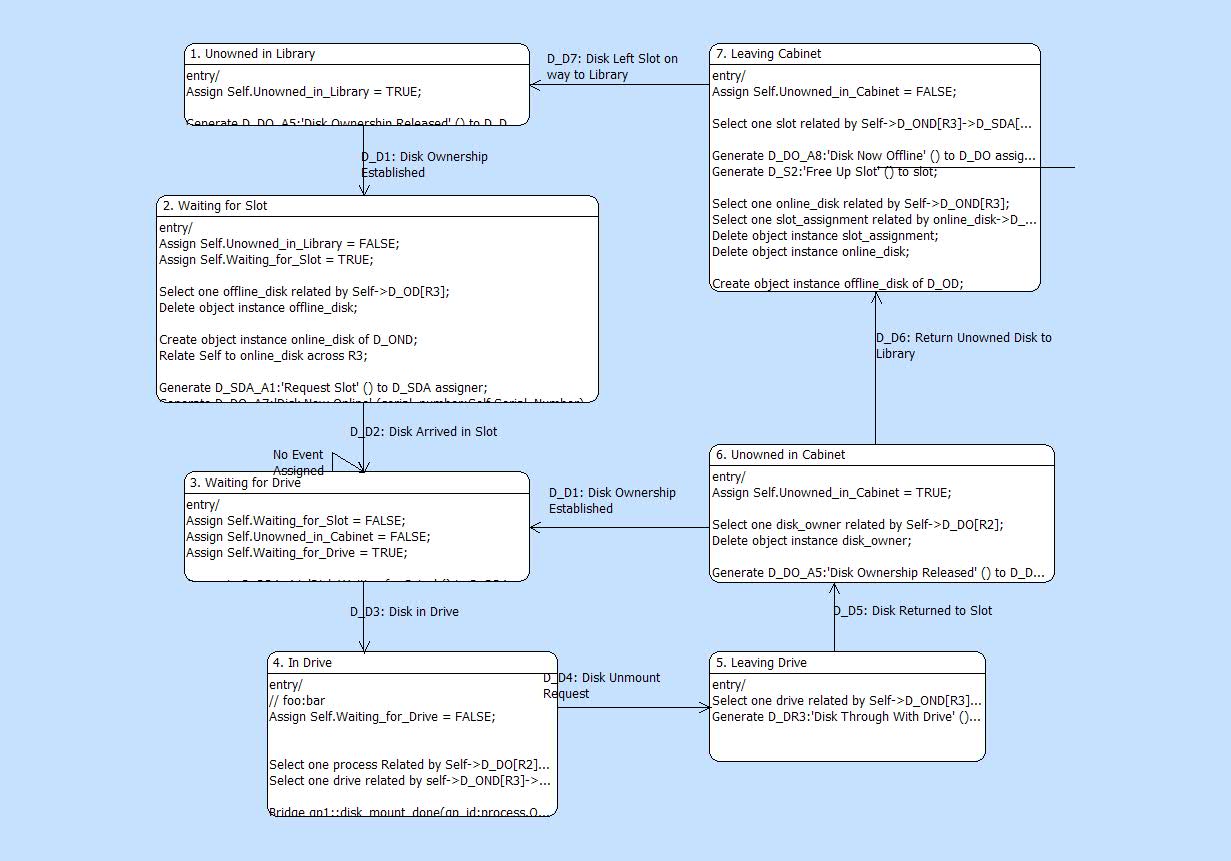 1. Unowned in Library
entry/
Assign Self.Unowned_in_Library = TRUE;
Generate D_DO_A5:'Disk Ownership Released' () to D_D...
D_D7: Disk Left Slot on
way to Library
7. Leaving Cabinet
entry/
Assign Self.Unowned_in_Cabinet = FALSE;
Select one slot related by Self->D_OND[R3]->D_SDA[...
Generate D_DO_A8:'Disk Now Offline' () to D_DO assig...
Generate D_S2:'Free Up Slot' () to slot;
Select one online_disk related by Self->D_OND[R3];
Select one slot_assignment related by online_disk->D_...
Delete object instance slot_assignment;
Delete object instance online_disk;
Create object instance offline_disk of D_OD;
D_D1: Disk Ownership
Established
2. Waiting for Slot
entry/
Assign Self.Unowned_in_Library = FALSE;
Assign Self.Waiting_for_Slot = TRUE;
Select one offline_disk related by Self->D_OD[R3];
Delete object instance offline_disk;
Create object instance online_disk of D_OND;
Relate Self to online_disk across R3;
Generate D_SDA_A1:'Request Slot' () to D_SDA assigner;
Generate D_DO_A7:'Disk Now Online' (serial_number:Self.Serial_Number)
D_D6: Return Unowned Disk to
Library
D_D2: Disk Arrived in Slot
No Event
Assigned
3. Waiting for Drive
entry/
Assign Self.Waiting_for_Slot = FALSE;
Assign Self.Unowned_in_Cabinet = FALSE;
Assign Self.Waiting_for_Drive = TRUE;
D_D1: Disk Ownership
Established
6. Unowned in Cabinet
entry/
Assign Self.Unowned_in_Cabinet = TRUE;
Select one disk_owner related by Self->D_DO[R2];
Delete object instance disk_owner;
Generate D_DO_A5:'Disk Ownership Released' () to D_D...
D_D3: Disk in Drive
D_D5: Disk Returned to Slot
4. In Drive
entry/
// foo:bar
Assign Self.Waiting_for_Drive = FALSE;
Select one process Related by Self->D_DO[R2]...
Select one drive related by self->D_OND[R3]->...
Bridge gp1::disk_mount_done(gp_id:process.O...
D_D4: Disk Unmount
Request
5. Leaving Drive
entry/
Select one drive related by Self->D_OND[R3]...
Generate D_DR3:'Disk Through With Drive' ()...